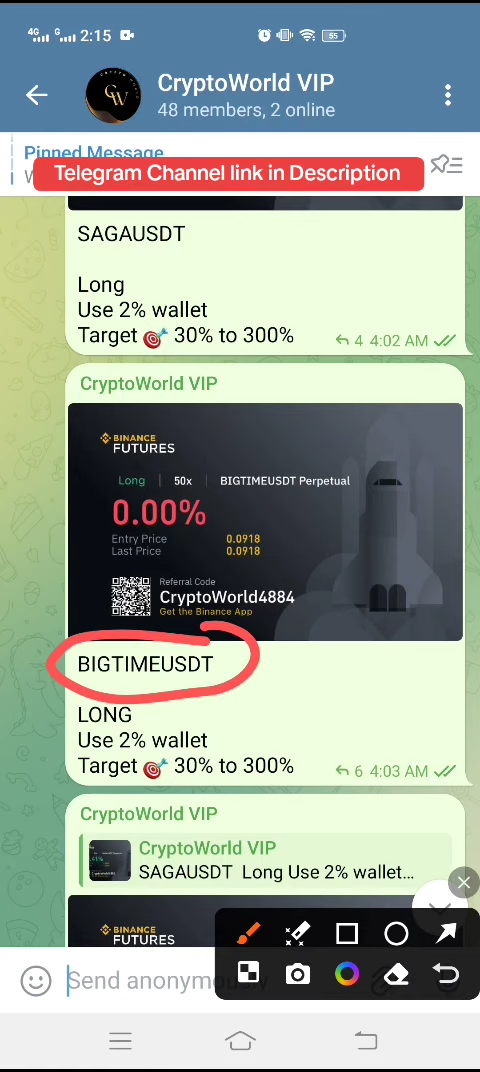 4G G 2:15 55
CryptoWorld VIP
48 members, 2 online
Pinned Message
Telegram Channel link in Description
SAGAUSDT
Long
Use 2% wallet
Target 🎯 30% to 300%
4 4:02 AM
CryptoWorld VIP
BINANCE
FUTURES
Long | 50x | BIGTIMEUSDT Perpetual
0.00%
Entry Price 0.0918
Last Price 0.0918
Referral Code
CryptoWorld4884
Get the Binance App
BIGTIMEUSDT
LONG
Use 2% wallet
Target 🎯 30% to 300%
6 4:03 AM
CryptoWorld VIP
CryptoWorld VIP
SAGAUSDT Long Use 2% wallet...
BINANCE
FUTURES
Send anonymously